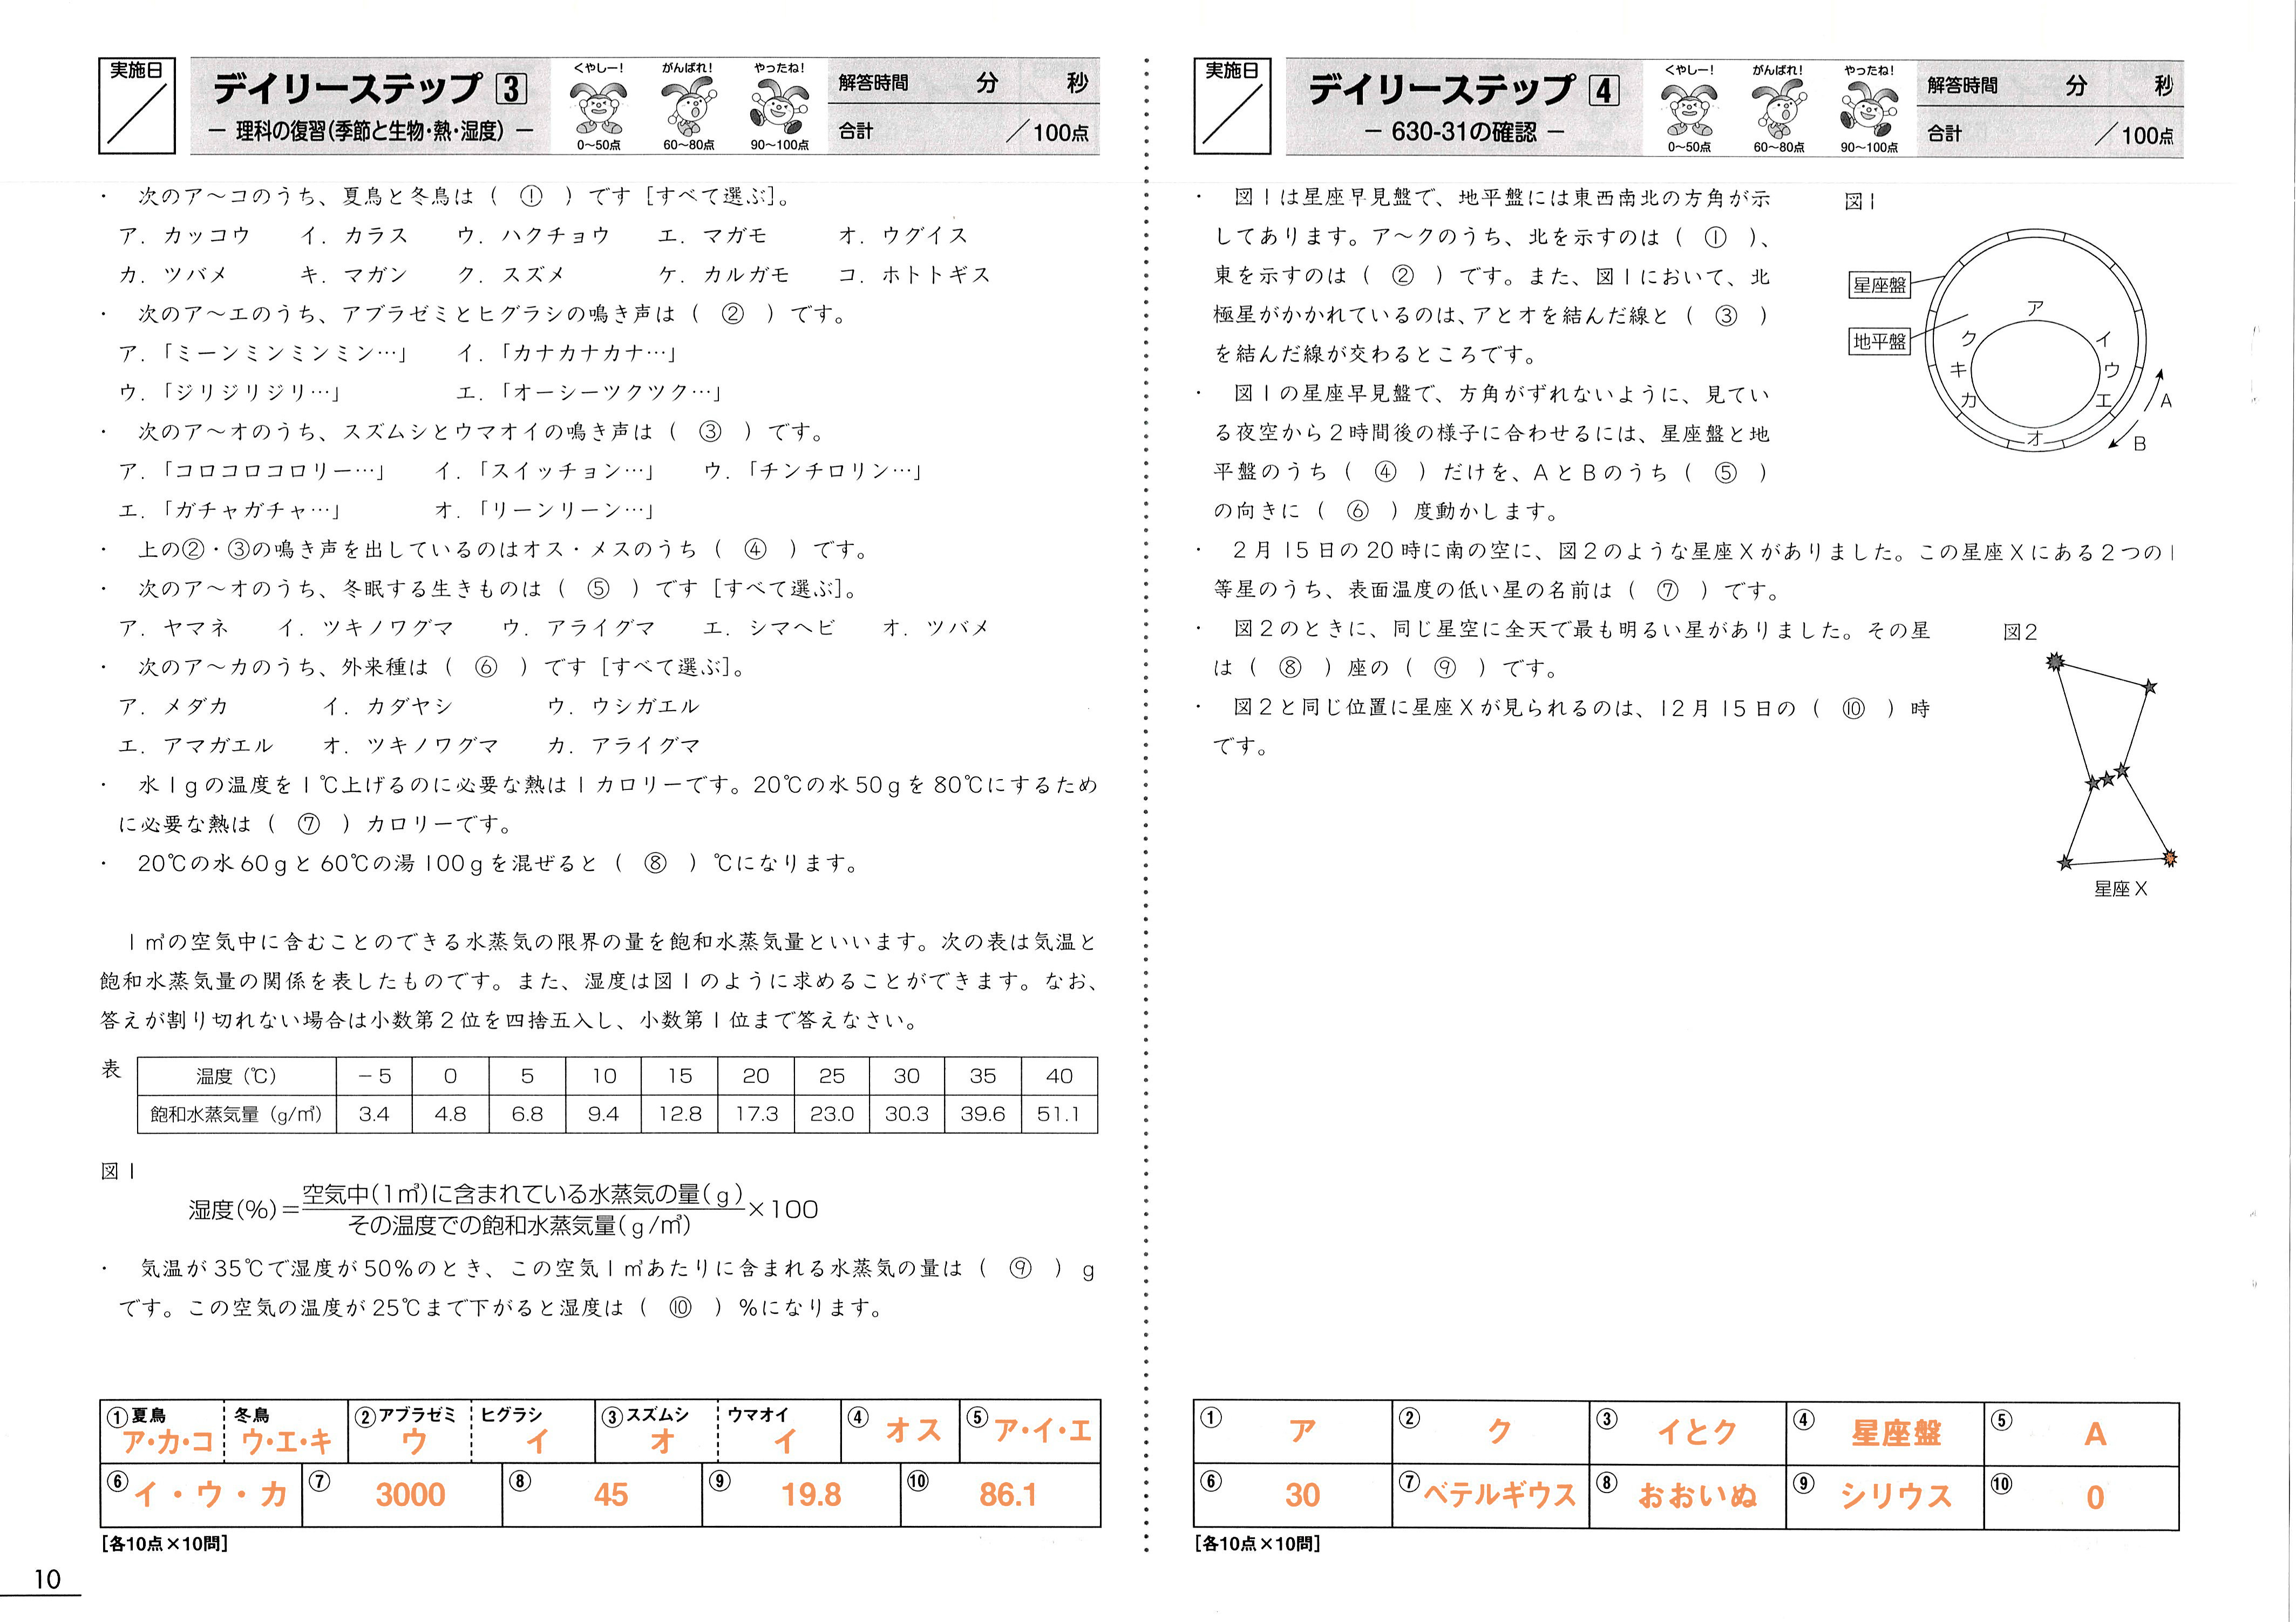 実施日
デイリーステップ 3
― 理科の復習(季節と生物・熱・湿度) ―
くやしー! がんばれ! やったね!
0〜50点 60〜80点 90〜100点
解答時間 分 秒
合計 /100点
・ 次のア〜コのうち、夏鳥と冬鳥は ( ① ) です [すべて選ぶ]。
ア. カッコウ イ. カラス ウ. ハクチョウ エ. マガモ オ. ウグイス
カ. ツバメ キ. マガン ク. スズメ ケ. カルガモ コ. ホトトギス
・ 次のア〜エのうち、アブラゼミとヒグラシの鳴き声は ( ② ) です。
ア.「ミーンミンミンミン…」 イ.「カナカナカナ…」
ウ.「ジリジリジリ…」 エ.「オーシーツクツク…」
・ 次のア〜オのうち、スズムシとウマオイの鳴き声は ( ③ ) です。
ア.「コロコロコロリー…」 イ.「スイッチョン…」 ウ.「チンチロリン…」
エ.「ガチャガチャ…」 オ.「リーンリーン…」
・ 上の②・③の鳴き声を出しているのはオス・メスのうち ( ④ ) です。
・ 次のア〜オのうち、冬眠する生きものは ( ⑤ ) です [すべて選ぶ]。
ア. ヤマネ イ. ツキノワグマ ウ. アライグマ エ. シマヘビ オ. ツバメ
・ 次のア〜カのうち、外来種は ( ⑥ ) です [すべて選ぶ]。
ア. メダカ イ. カダヤシ ウ. ウシガエル
エ. アマガエル オ. ツキノワグマ カ. アライグマ
・ 水1gの温度を1℃上げるのに必要な熱は1カロリーです。20℃の水50gを80℃にするため
に必要な熱は ( ⑦ ) カロリーです。
・ 20℃の水60gと60℃の湯100gを混ぜると ( ⑧ ) ℃になります。
1㎥の空気中に含むことのできる水蒸気の限界の量を飽和水蒸気量といいます。次の表は気温と
飽和水蒸気量の関係を表したものです。また、湿度は図1のように求めることができます。なお、
答えが割り切れない場合は小数第2位を四捨五入し、小数第1位まで答えなさい。
表
温度 (℃) −5 0 5 10 15 20 25 30 35 40
飽和水蒸気量 (g/㎥) 3.4 4.8 6.8 9.4 12.8 17.3 23.0 30.3 39.6 51.1
図1
空気中(1㎥)に含まれている水蒸気の量(g)
湿度(%)=――×100
その温度での飽和水蒸気量(g/㎥)
・ 気温が35℃で湿度が50%のとき、この空気1㎥あたりに含まれる水蒸気の量は ( ⑨ ) g
です。この空気の温度が25℃まで下がると湿度は ( ⑩ ) %になります。
①夏鳥 冬鳥 ②アブラゼミ ヒグラシ ③スズムシ ウマオイ ④ オス ⑤ ア・イ・エ
ア・カ・コ ウ・エ・キ ウ イ オ イ
⑥ イ・ウ・カ ⑦ 3000 ⑧ 45 ⑨ 19.8 ⑩ 86.1
[各10点×10問]
10
実施日
デイリーステップ 4
― 630-31の確認 ―
くやしー! がんばれ! やったね!
0〜50点 60〜80点 90〜100点
解答時間 分 秒
合計 /100点
・ 図1は星座早見盤で、地平盤には東西南北の方角が示
してあります。ア〜クのうち、北を示すのは ( ① )、
東を示すのは ( ② ) です。また、図1において、北
極星がかかれているのは、アとオを結んだ線と ( ③ )
を結んだ線が交わるところです。
・ 図1の星座早見盤で、方角がずれないように、見てい
る夜空から2時間後の様子に合わせるには、星座盤と地
平盤のうち ( ④ ) だけを、AとBのうち ( ⑤ )
の向きに ( ⑥ ) 度動かします。
図1
星座盤
地平盤
ア
イ
ウ
エ
オ
カ
キ
ク
A
B
・ 2月15日の20時に南の空に、図2のような星座Xがありました。この星座Xにある2つの1
等星のうち、表面温度の低い星の名前は ( ⑦ ) です。
・ 図2のときに、同じ星空に全天で最も明るい星がありました。その星
は ( ⑧ ) 座の ( ⑨ ) です。
・ 図2と同じ位置に星座Xが見られるのは、12月15日の ( ⑩ ) 時
です。
図2
星座X
① ア ② ク ③ イとク ④ 星座盤 ⑤ A
⑥ 30 ⑦ ベテルギウス ⑧ おおいぬ ⑨ シリウス ⑩ 0
[各10点×10問]